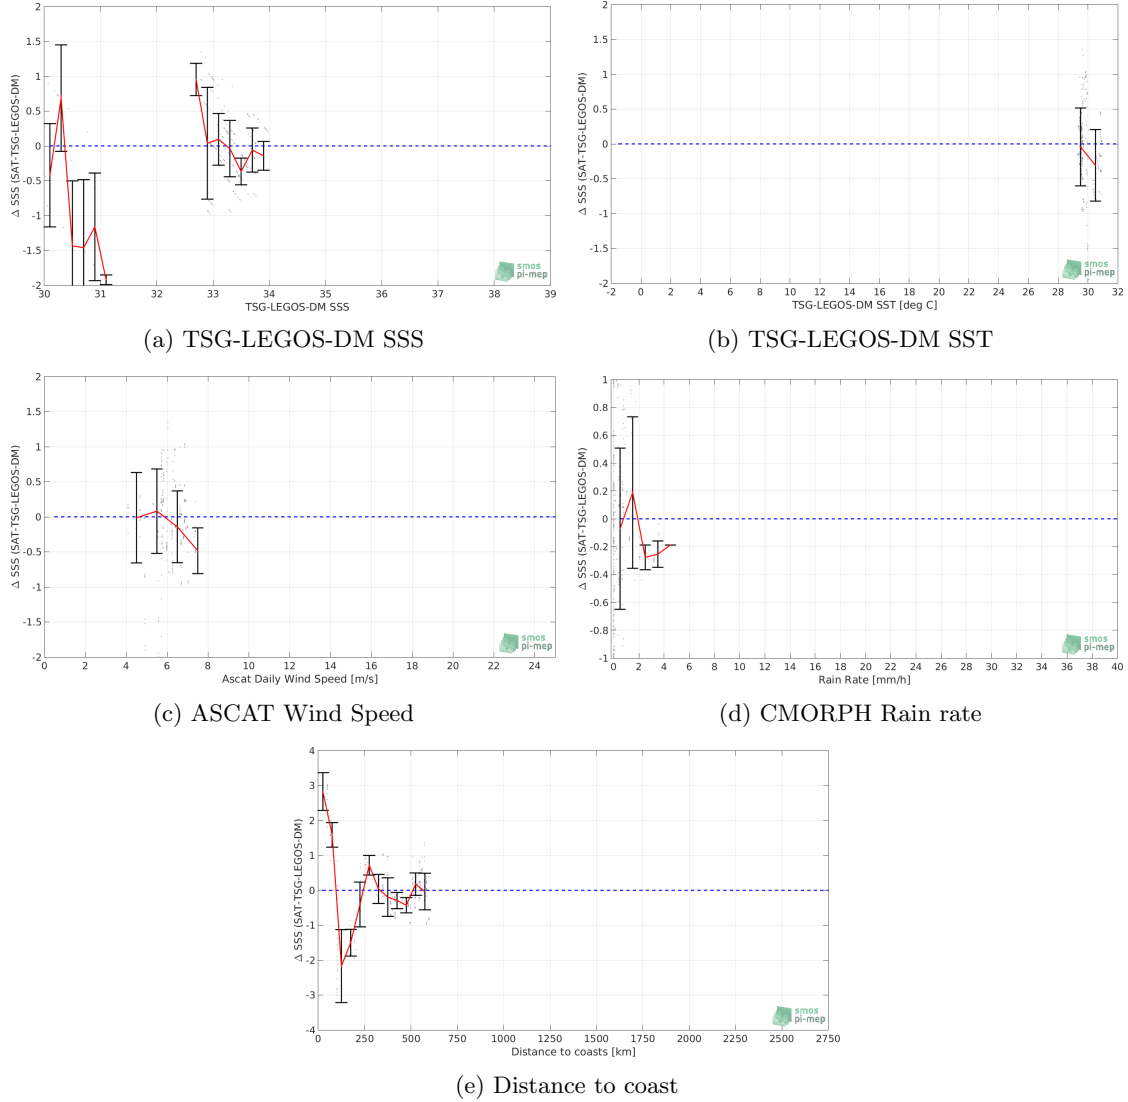 2
1.5
1
0.5
0
-0.5
-1
-1.5
-2
Δ SSS (SAT-TSG-LEGOS-DM)
30 31 32 33 34 35 36 37 38 39
TSG-LEGOS-DM SSS
smos
pi-mep
(a) TSG-LEGOS-DM SSS
2
1.5
1
0.5
0
-0.5
-1
-1.5
-2
Δ SSS (SAT-TSG-LEGOS-DM)
-2 0 2 4 6 8 10 12 14 16 18 20 22 24 26 28 30 32
TSG-LEGOS-DM SST [deg C]
smos
pi-mep
(b) TSG-LEGOS-DM SST
2
1.5
1
0.5
0
-0.5
-1
-1.5
-2
Δ SSS (SAT-TSG-LEGOS-DM)
0 2 4 6 8 10 12 14 16 18 20 22 24
Ascat Daily Wind Speed [m/s]
smos
pi-mep
(c) ASCAT Wind Speed
1
0.8
0.6
0.4
0.2
0
-0.2
-0.4
-0.6
-0.8
-1
Δ SSS (SAT-TSG-LEGOS-DM)
0 2 4 6 8 10 12 14 16 18 20 22 24 26 28 30 32 34 36 38 40
Rain Rate [mm/h]
smos
pi-mep
(d) CMORPH Rain rate
4
3
2
1
0
-1
-2
-3
-4
Δ SSS (SAT-TSG-LEGOS-DM)
0 250 500 750 1000 1250 1500 1750 2000 2250 2500 2750
Distance to coasts [km]
smos
pi-mep
(e) Distance to coast